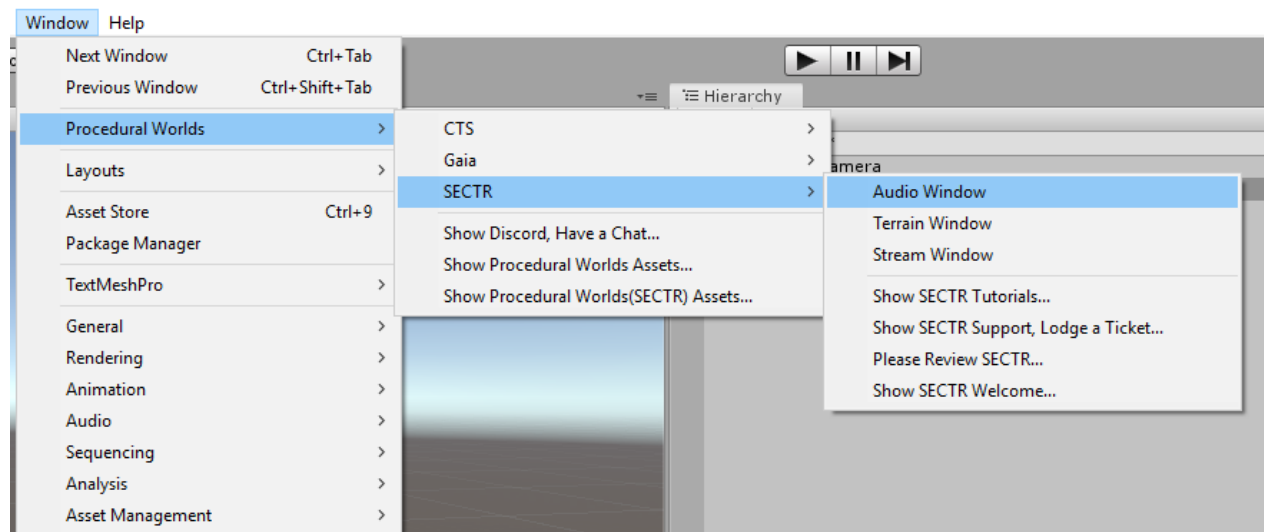 Window Help
Next Window Ctrl+Tab
Previous Window Ctrl+Shift+Tab
Hierarchy
Procedural Worlds
CTS
Gaia
amera
Layouts
SECTR
Audio Window
Asset Store Ctrl+9
Terrain Window
Show Discord, Have a Chat...
Package Manager
Stream Window
Show Procedural Worlds Assets...
TextMeshPro
Show Procedural Worlds(SECTR) Assets...
Show SECTR Tutorials...
General
Show SECTR Support, Lodge a Ticket...
Rendering
Please Review SECTR...
Animation
Show SECTR Welcome...
Audio
Sequencing
Analysis
Asset Management